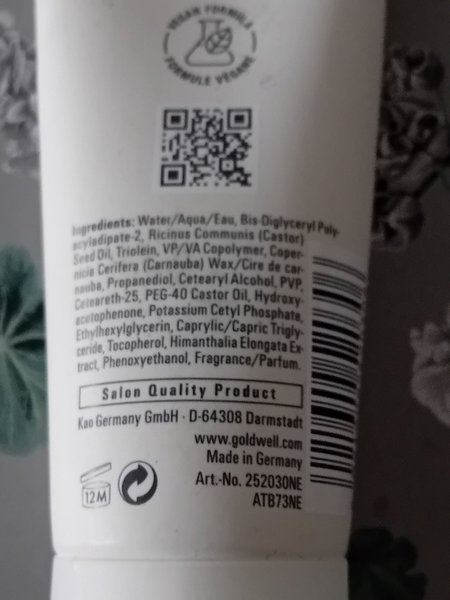 VEGAN FORMULA
FORMULE VÉGANE
Ingredients: Water/Aqua/Eau, Bis-Diglyceryl Poly-
acyladipate-2, Ricinus Communis (Castor)
Seed Oil, Triolein, VP/VA Copolymer, Coper-
nicia Cerifera (Carnauba) Wax/Cire de car-
nauba, Propanediol, Cetearyl Alcohol, PVP,
Ceteareth-25, PEG-40 Castor Oil, Hydroxy-
acetophenone, Potassium Cetyl Phosphate,
Ethylhexylglycerin, Caprylic/Capric Trigly-
ceride, Tocopherol, Himanthalia Elongata Ex-
tract, Phenoxyethanol, Fragrance/Parfum.
Salon Quality Product
Kao Germany GmbH · D-64308 Darmstadt
www.goldwell.com
Made in Germany
Art.-No. 252030NE
ATB73NE
12M